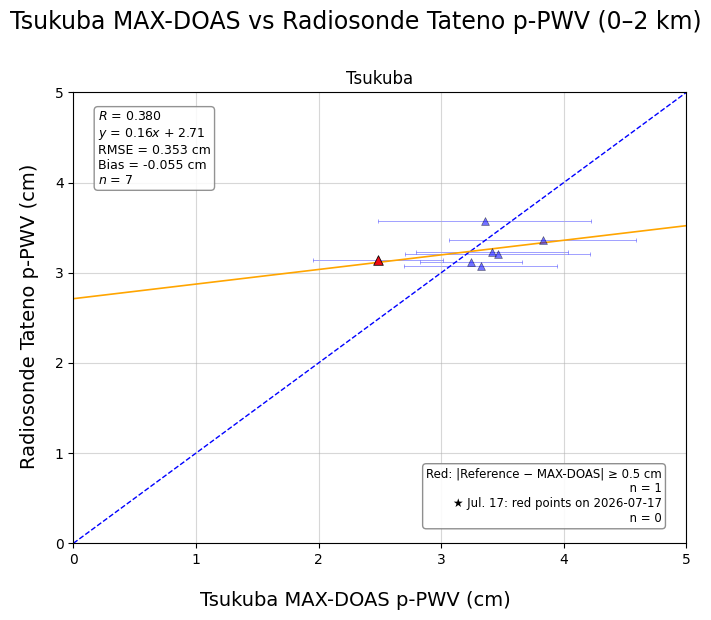 Tsukuba MAX-DOAS vs Radiosonde Tateno p-PWV (0–2 km)
Tsukuba
R = 0.380
y = 0.16x + 2.71
RMSE = 0.353 cm
Bias = -0.055 cm
n = 7
Radiosonde Tateno p-PWV (cm)
5
4
3
2
1
0
Red: |Reference − MAX-DOAS| ≥ 0.5 cm
n = 1
★ Jul. 17: red points on 2026-07-17
n = 0
0 1 2 3 4 5
Tsukuba MAX-DOAS p-PWV (cm)